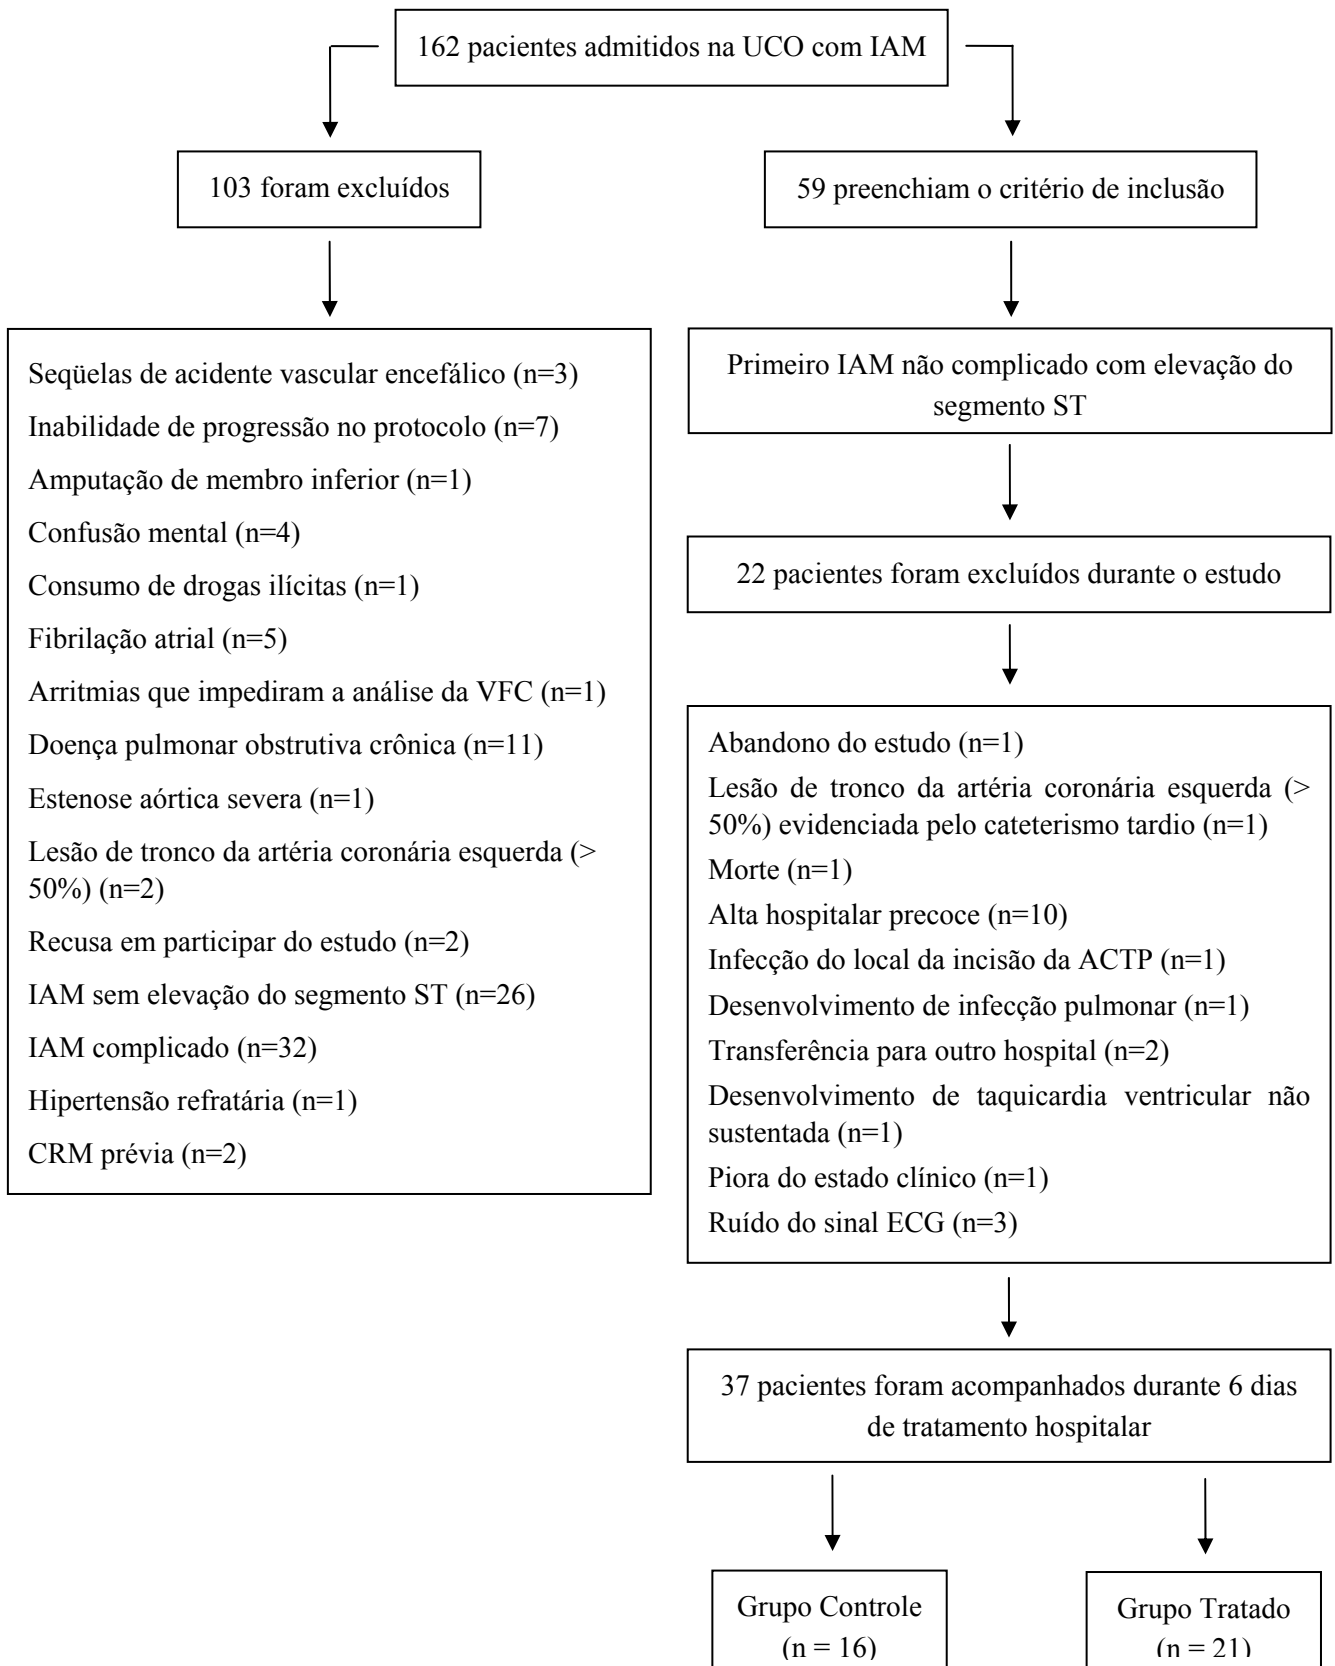 162 pacientes admitidos na UCO com IAM
103 foram excluídos
59 preenchiam o critério de inclusão
Seqüelas de acidente vascular encefálico (n=3)
Inabilidade de progressão no protocolo (n=7)
Amputação de membro inferior (n=1)
Confusão mental (n=4)
Consumo de drogas ilícitas (n=1)
Fibrilação atrial (n=5)
Arritmias que impediram a análise da VFC (n=1)
Doença pulmonar obstrutiva crônica (n=11)
Estenose aórtica severa (n=1)
Lesão de tronco da artéria coronária esquerda (>
50%) (n=2)
Recusa em participar do estudo (n=2)
IAM sem elevação do segmento ST (n=26)
IAM complicado (n=32)
Hipertensão refratária (n=1)
CRM prévia (n=2)
Primeiro IAM não complicado com elevação do
segmento ST
22 pacientes foram excluídos durante o estudo
Abandono do estudo (n=1)
Lesão de tronco da artéria coronária esquerda (>
50%) evidenciada pelo cateterismo tardio (n=1)
Morte (n=1)
Alta hospitalar precoce (n=10)
Infecção do local da incisão da ACTP (n=1)
Desenvolvimento de infecção pulmonar (n=1)
Transferência para outro hospital (n=2)
Desenvolvimento de taquicardia ventricular não
sustentada (n=1)
Piora do estado clínico (n=1)
Ruído do sinal ECG (n=3)
37 pacientes foram acompanhados durante 6 dias
de tratamento hospitalar
Grupo Controle
(n = 16)
Grupo Tratado
(n = 21)